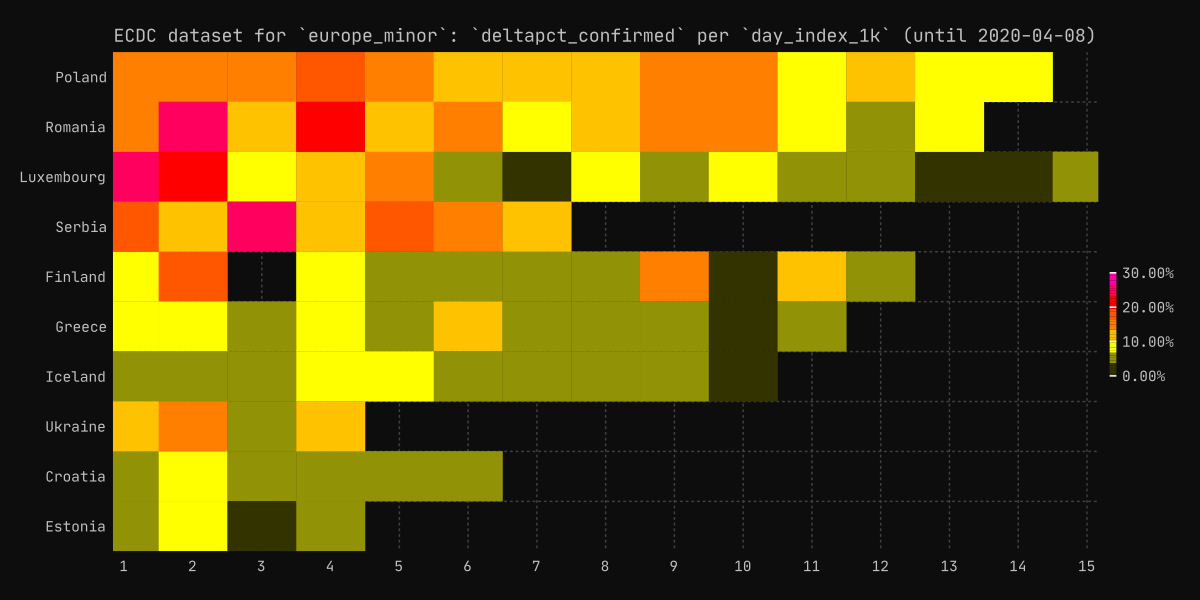 ECDC dataset for `europe_minor`: `deltapct_confirmed` per `day_index_1k` (until 2020-04-08)
Poland
Romania
Luxembourg
Serbia
Finland
Greece
Iceland
Ukraine
Croatia
Estonia
1 2 3 4 5 6 7 8 9 10 11 12 13 14 15
30.00%
20.00%
10.00%
0.00%